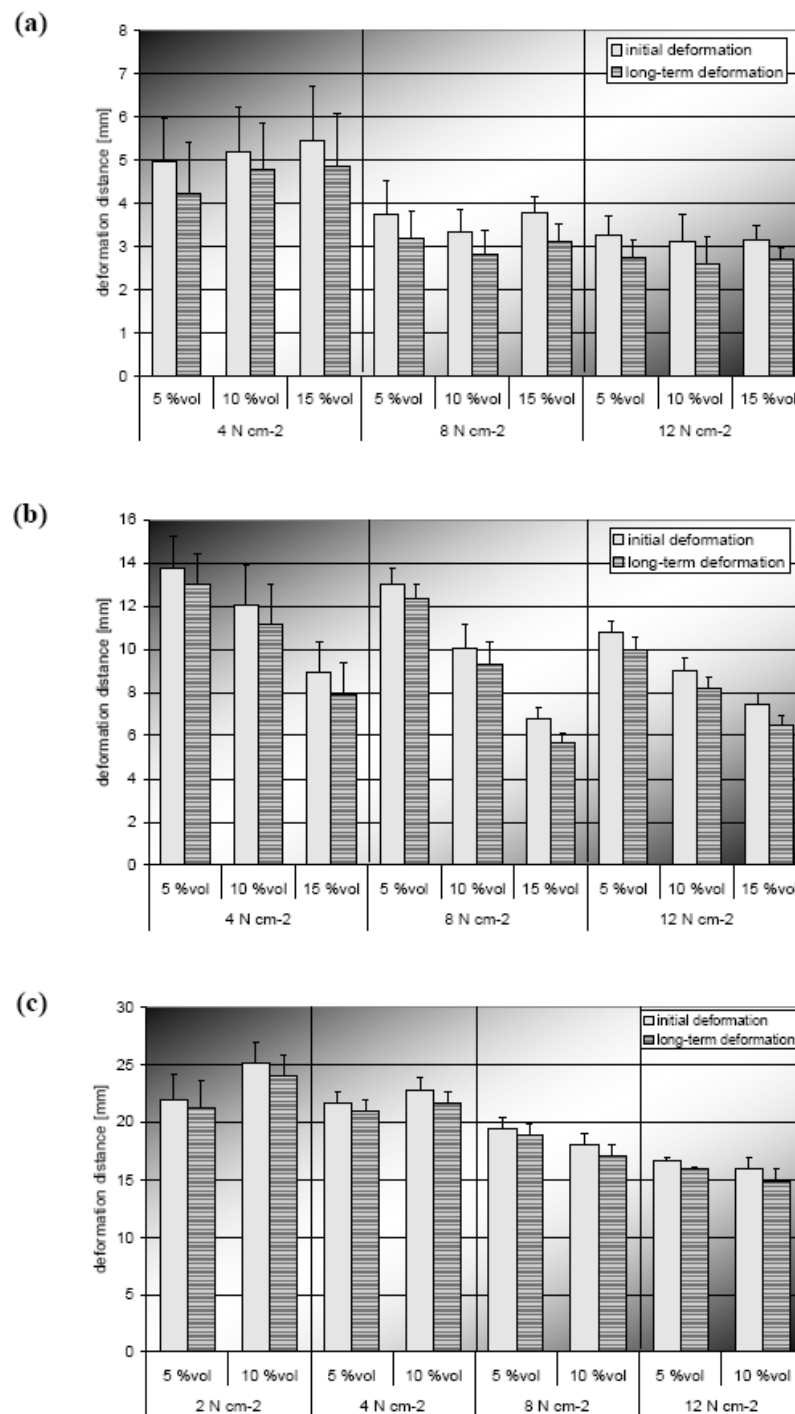 (a)
8
7
6
5
4
3
2
1
0
deformation distance [mm]
initial deformation
long-term deformation
5 %vol 10 %vol 15 %vol 5 %vol 10 %vol 15 %vol 5 %vol 10 %vol 15 %vol
4 N cm-2 8 N cm-2 12 N cm-2
(b)
16
14
12
10
8
6
4
2
0
deformation distance [mm]
initial deformation
long-term deformation
5 %vol 10 %vol 15 %vol 5 %vol 10 %vol 15 %vol 5 %vol 10 %vol 15 %vol
4 N cm-2 8 N cm-2 12 N cm-2
(c)
30
25
20
15
10
5
0
deformation distance [mm]
initial deformation
long-term deformation
5 %vol 10 %vol 5 %vol 10 %vol 5 %vol 10 %vol 5 %vol 10 %vol
2 N cm-2 4 N cm-2 8 N cm-2 12 N cm-2